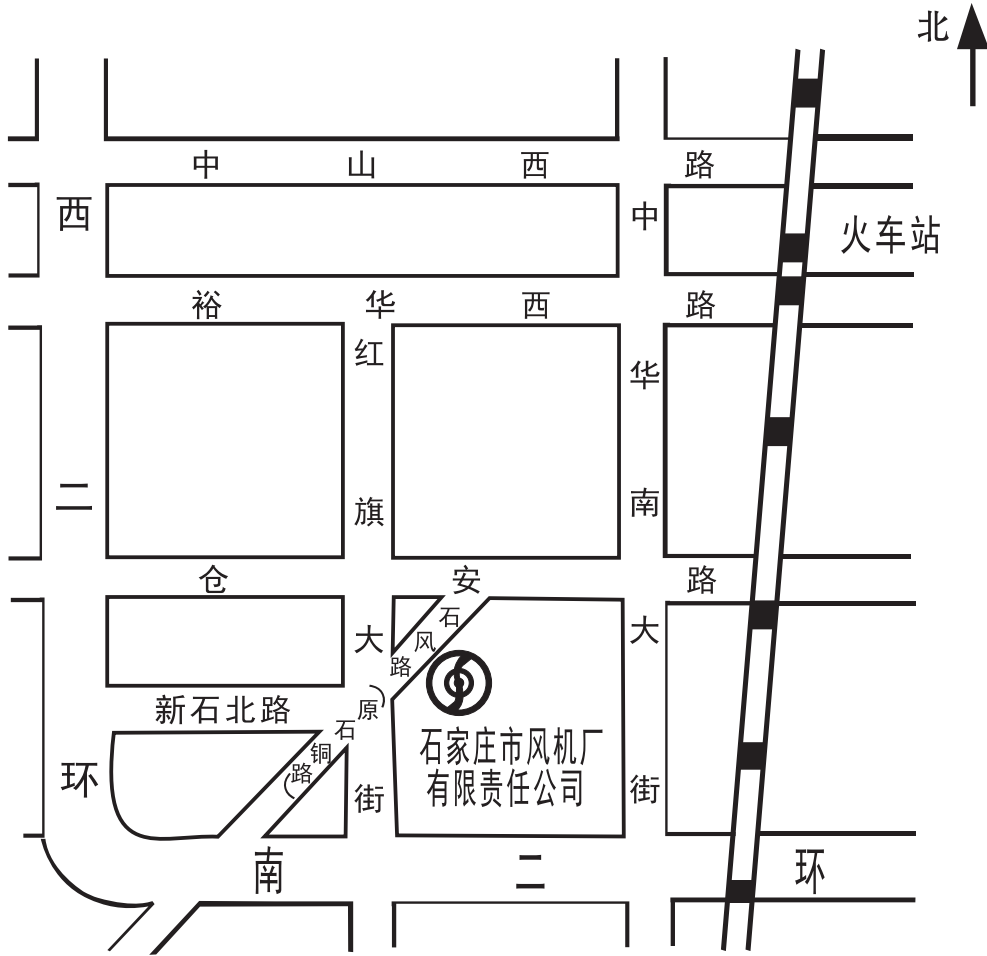 北
中山西路
西二环
中华南大街
火车站
裕华西路
红旗大街
仓安路
石风路
(原石铜路)
新石北路
石家庄市风机厂
有限责任公司
南二环